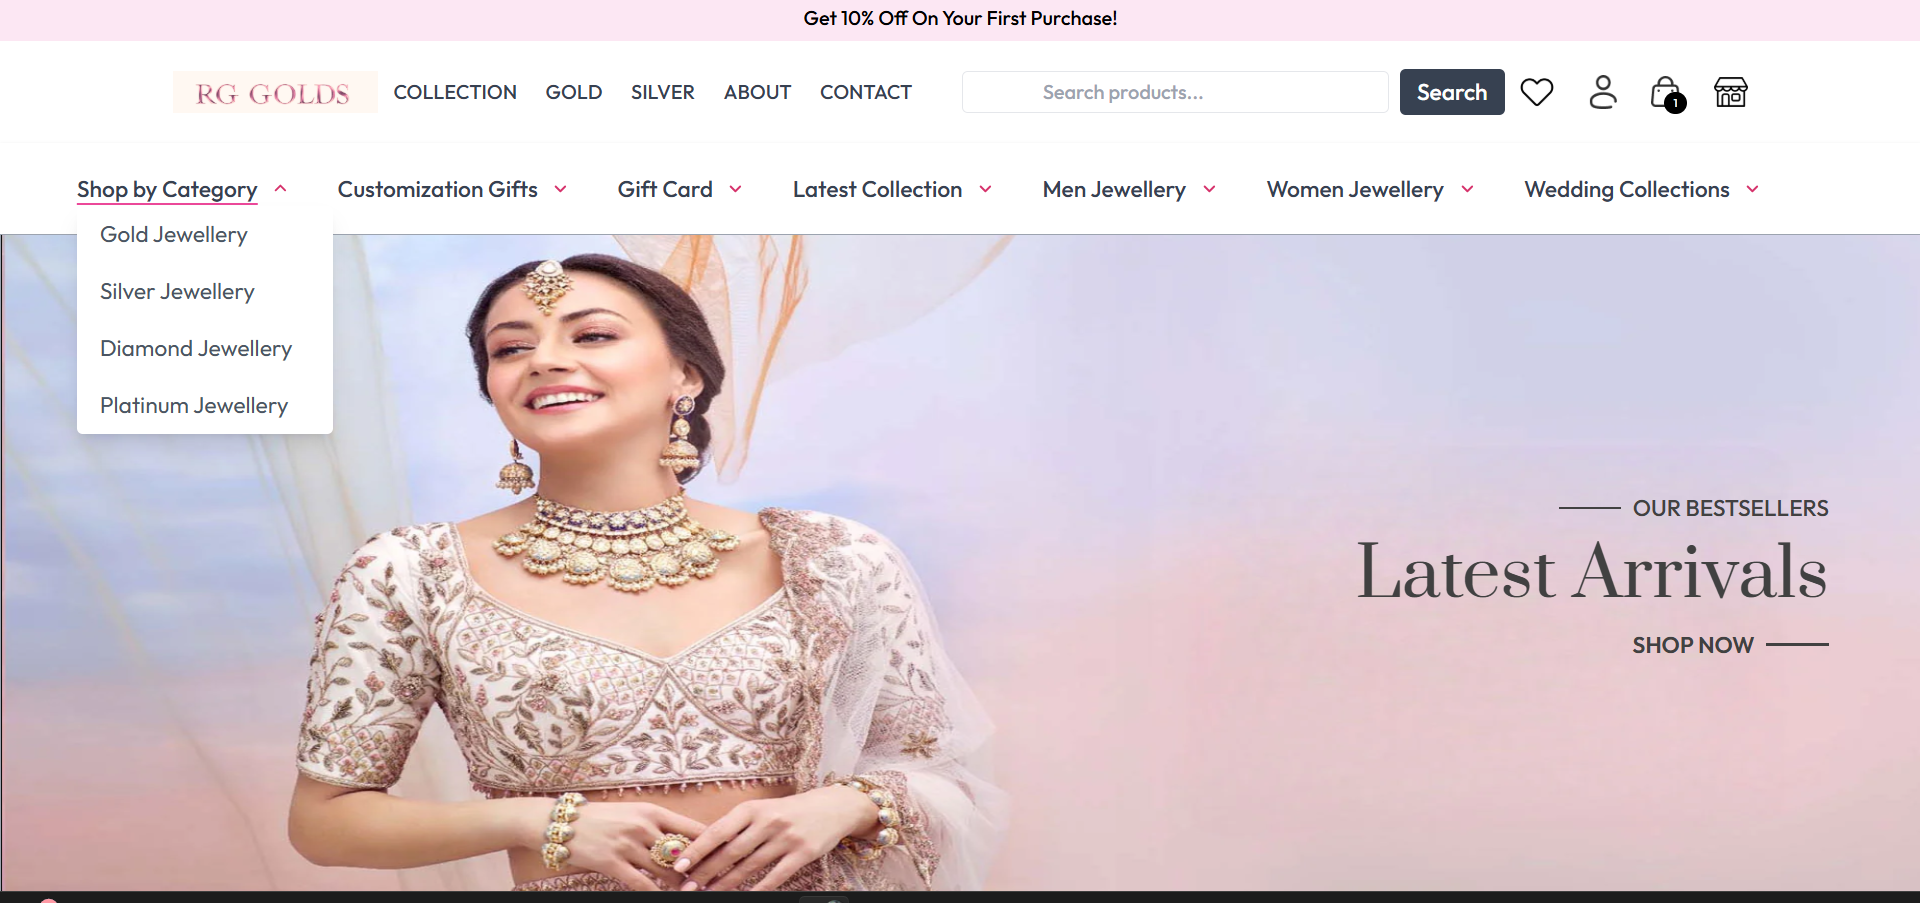 Get 10% Off On Your First Purchase!
RG GOLDS COLLECTION GOLD SILVER ABOUT CONTACT Search products... Search 1
Shop by Category Customization Gifts Gift Card Latest Collection Men Jewellery Women Jewellery Wedding Collections
Gold Jewellery
Silver Jewellery
Diamond Jewellery
Platinum Jewellery
OUR BESTSELLERS
Latest Arrivals
SHOP NOW